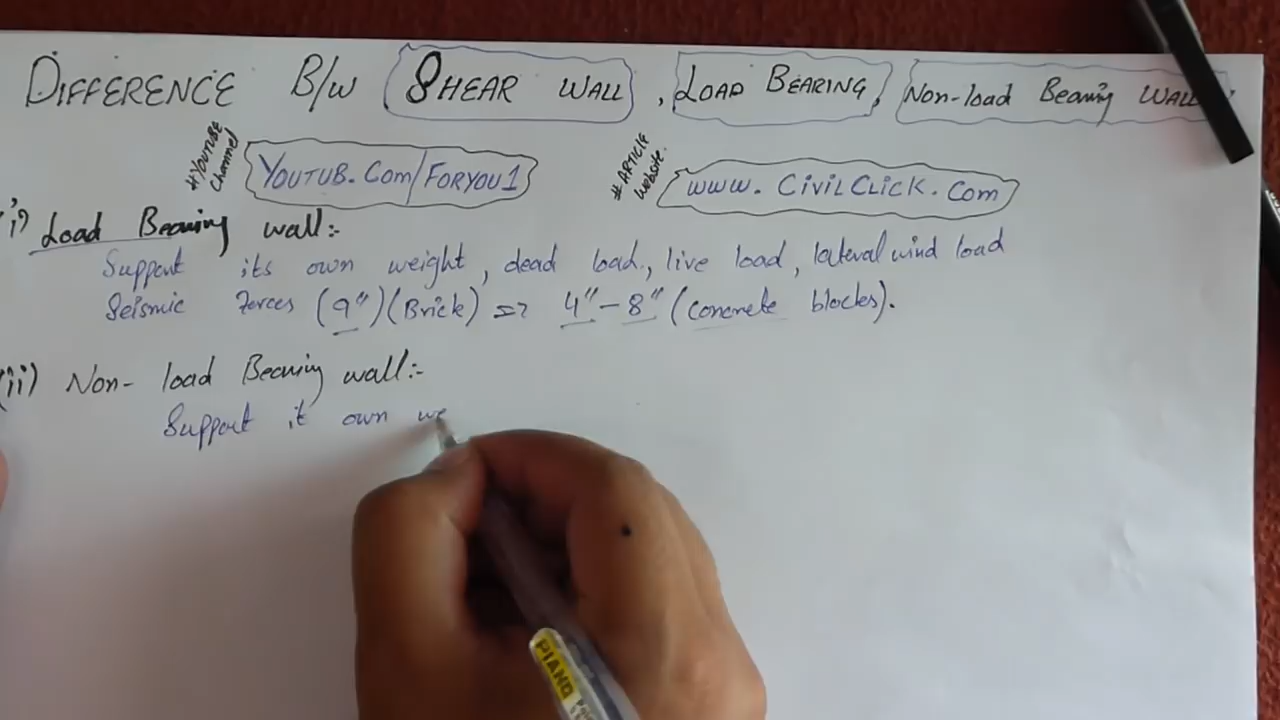 DIFFERENCE B/W SHEAR WALL, LOAD BEARING, Non-load Bearing WALL
#YOUTUBE Channel
YOUTUB.Com/FORYOU1
#ARTICLE Website.
www.CIVILCLICK.Com
(i) Load Bearing wall:-
Support its own weight, dead load, live load, lateral wind load
Seismic Forces (9") (Brick) => 4"-8" (concrete blocks).
(ii) Non-load Bearing wall:-
Support it own we
PIANO